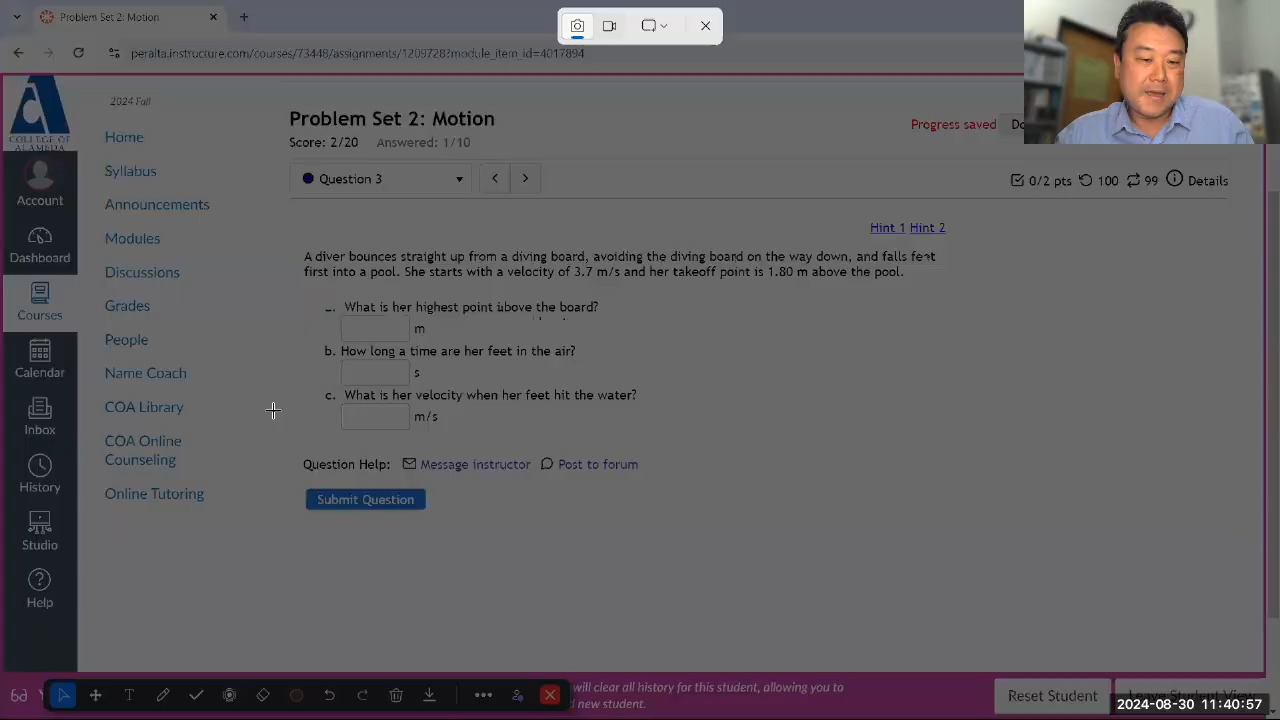 Problem Set 2: Motion
peralta.instructure.com/courses/73448/assignments/1209728?module_item_id=4017894
COLLEGE OF
ALAMEDA
Account
Dashboard
Courses
Calendar
Inbox
History
Studio
Help
2024 Fall
Home
Syllabus
Announcements
Modules
Discussions
Grades
People
Name Coach
COA Library
COA Online
Counseling
Online Tutoring
Problem Set 2: Motion
Progress saved
Score: 2/20 Answered: 1/10
Question 3
0/2 pts 100 99 Details
Hint 1 Hint 2
A diver bounces straight up from a diving board, avoiding the diving board on the way down, and falls feet
first into a pool. She starts with a velocity of 3.7 m/s and her takeoff point is 1.80 m above the pool.
What is her highest point above the board?
m
b. How long a time are her feet in the air?
s
c. What is her velocity when her feet hit the water?
m/s
Question Help: Message instructor Post to forum
Submit Question
will clear all history for this student, allowing you to
new student.
Reset Student
Leave Student View
2024-08-30 11:40:57